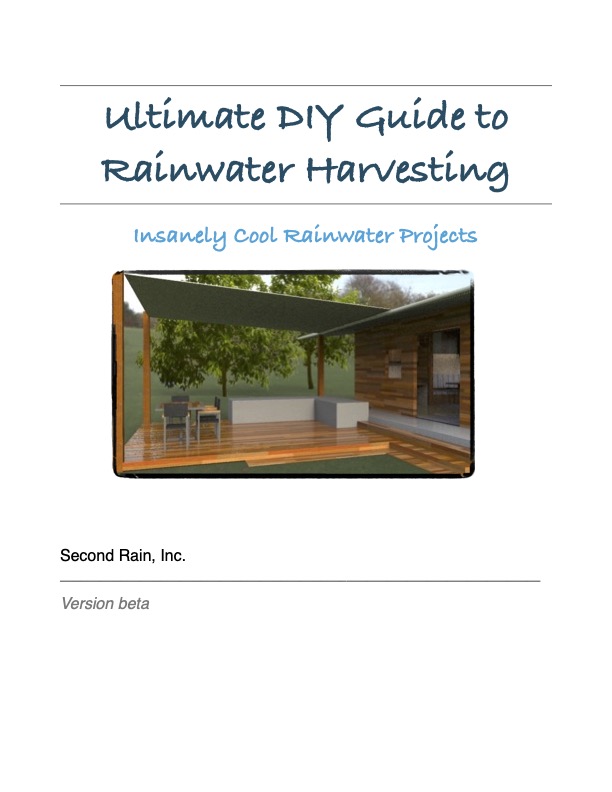 Ultimate DIY Guide to
Rainwater Harvesting
Insanely Cool Rainwater Projects
Second Rain, Inc.
Version beta